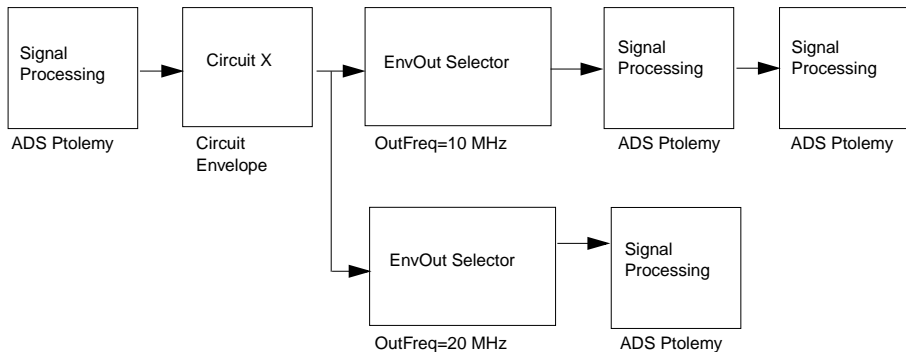 Signal
Processing
ADS Ptolemy
Circuit X
Circuit
Envelope
EnvOut Selector
OutFreq=10 MHz
Signal
Processing
ADS Ptolemy
Signal
Processing
ADS Ptolemy
EnvOut Selector
OutFreq=20 MHz
Signal
Processing
ADS Ptolemy